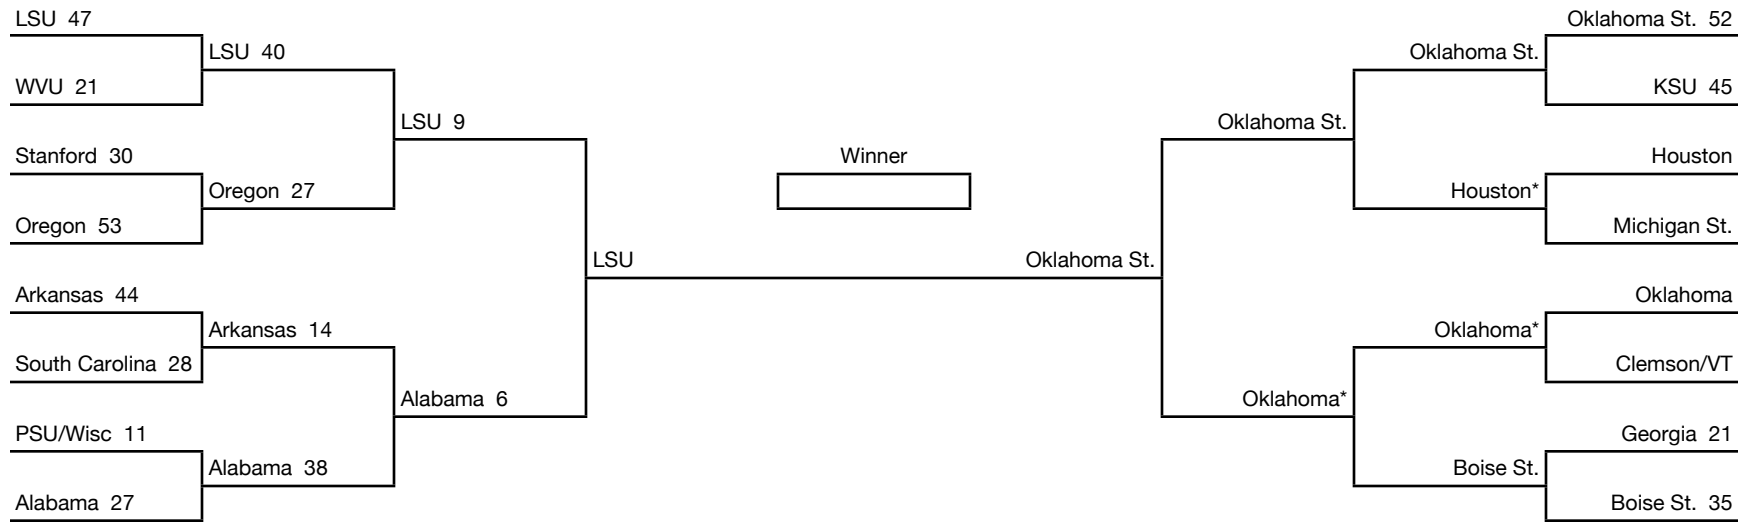 LSU 47
Oklahoma St. 52
LSU 40
Oklahoma St.
WVU 21
KSU 45
LSU 9
Oklahoma St.
Stanford 30
Winner
Houston
Oregon 27
Houston*
Oregon 53
Michigan St.
LSU
Oklahoma St.
Arkansas 44
Oklahoma
Arkansas 14
Oklahoma*
South Carolina 28
Clemson/VT
Alabama 6
Oklahoma*
PSU/Wisc 11
Georgia 21
Alabama 38
Boise St.
Alabama 27
Boise St. 35